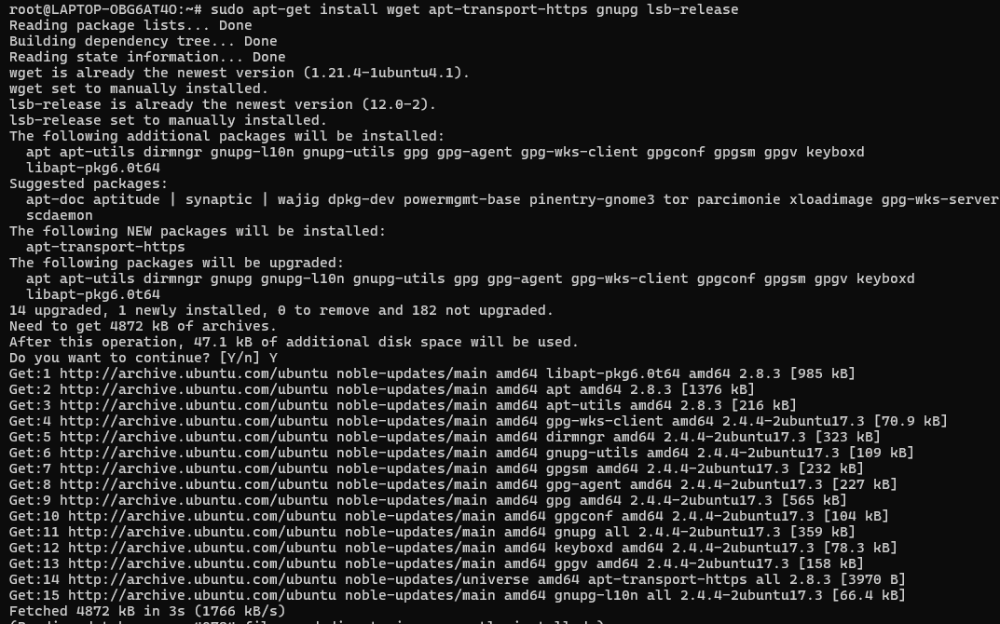 root@LAPTOP-OBG6AT4O:~# sudo apt-get install wget apt-transport-https gnupg lsb-release
Reading package lists... Done
Building dependency tree... Done
Reading state information... Done
wget is already the newest version (1.21.4-1ubuntu4.1).
wget set to manually installed.
lsb-release is already the newest version (12.0-2).
lsb-release set to manually installed.
The following additional packages will be installed:
  apt apt-utils dirmngr gnupg-l10n gnupg-utils gpg gpg-agent gpg-wks-client gpgconf gpgsm gpgv keyboxd
  libapt-pkg6.0t64
Suggested packages:
  apt-doc aptitude | synaptic | wajig dpkg-dev powermgmt-base pinentry-gnome3 tor parcimonie xloadimage gpg-wks-server
  scdaemon
The following NEW packages will be installed:
  apt-transport-https
The following packages will be upgraded:
  apt apt-utils dirmngr gnupg gnupg-l10n gnupg-utils gpg gpg-agent gpg-wks-client gpgconf gpgsm gpgv keyboxd
  libapt-pkg6.0t64
14 upgraded, 1 newly installed, 0 to remove and 182 not upgraded.
Need to get 4872 kB of archives.
After this operation, 47.1 kB of additional disk space will be used.
Do you want to continue? [Y/n] Y
Get:1 http://archive.ubuntu.com/ubuntu noble-updates/main amd64 libapt-pkg6.0t64 amd64 2.8.3 [985 kB]
Get:2 http://archive.ubuntu.com/ubuntu noble-updates/main amd64 apt amd64 2.8.3 [1376 kB]
Get:3 http://archive.ubuntu.com/ubuntu noble-updates/main amd64 apt-utils amd64 2.8.3 [216 kB]
Get:4 http://archive.ubuntu.com/ubuntu noble-updates/main amd64 gpg-wks-client amd64 2.4.4-2ubuntu17.3 [70.9 kB]
Get:5 http://archive.ubuntu.com/ubuntu noble-updates/main amd64 dirmngr amd64 2.4.4-2ubuntu17.3 [323 kB]
Get:6 http://archive.ubuntu.com/ubuntu noble-updates/main amd64 gnupg-utils amd64 2.4.4-2ubuntu17.3 [109 kB]
Get:7 http://archive.ubuntu.com/ubuntu noble-updates/main amd64 gpgsm amd64 2.4.4-2ubuntu17.3 [232 kB]
Get:8 http://archive.ubuntu.com/ubuntu noble-updates/main amd64 gpg-agent amd64 2.4.4-2ubuntu17.3 [227 kB]
Get:9 http://archive.ubuntu.com/ubuntu noble-updates/main amd64 gpg amd64 2.4.4-2ubuntu17.3 [565 kB]
Get:10 http://archive.ubuntu.com/ubuntu noble-updates/main amd64 gpgconf amd64 2.4.4-2ubuntu17.3 [104 kB]
Get:11 http://archive.ubuntu.com/ubuntu noble-updates/main amd64 gnupg all 2.4.4-2ubuntu17.3 [359 kB]
Get:12 http://archive.ubuntu.com/ubuntu noble-updates/main amd64 keyboxd amd64 2.4.4-2ubuntu17.3 [78.3 kB]
Get:13 http://archive.ubuntu.com/ubuntu noble-updates/main amd64 gpgv amd64 2.4.4-2ubuntu17.3 [158 kB]
Get:14 http://archive.ubuntu.com/ubuntu noble-updates/universe amd64 apt-transport-https all 2.8.3 [3970 B]
Get:15 http://archive.ubuntu.com/ubuntu noble-updates/main amd64 gnupg-l10n all 2.4.4-2ubuntu17.3 [66.4 kB]
Fetched 4872 kB in 3s (1766 kB/s)